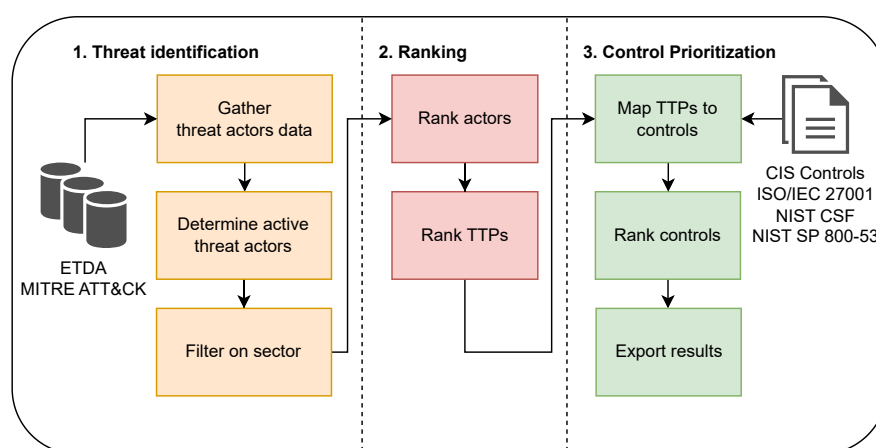 1. Threat identification
Gather
threat actors data
Determine active
threat actors
Filter on sector
ETDA
MITRE ATT&CK
2. Ranking
Rank actors
Rank TTPs
3. Control Prioritization
Map TTPs to
controls
Rank controls
Export results
CIS Controls
ISO/IEC 27001
NIST CSF
NIST SP 800-53